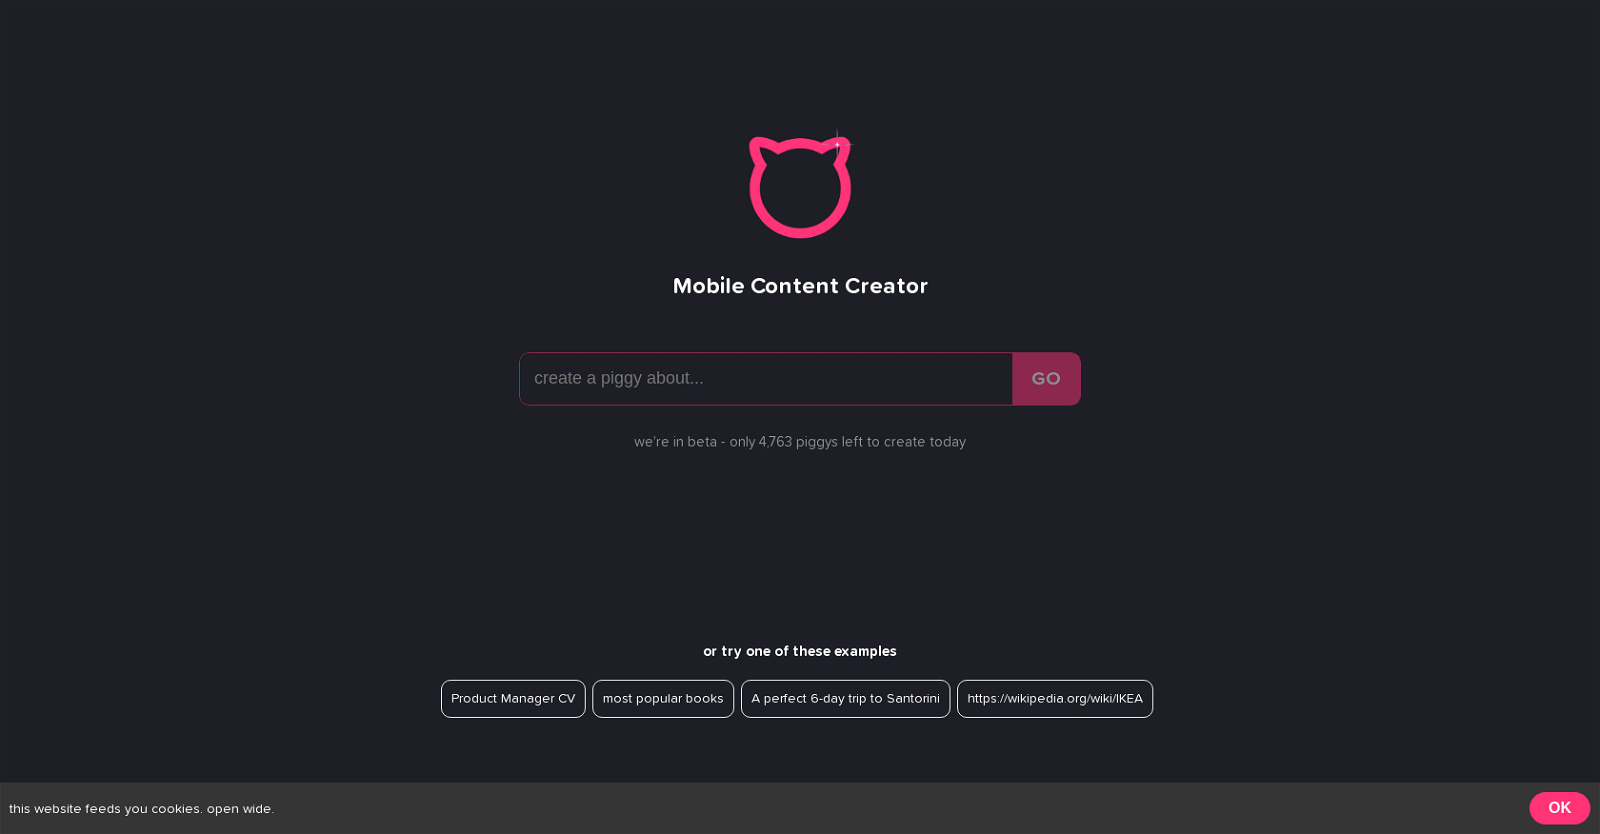 Mobile Content Creator
create a piggy about...
GO
we're in beta - only 4,763 piggys left to create today
or try one of these examples
Product Manager CV
most popular books
A perfect 6-day trip to Santorini
https://wikipedia.org/wiki/IKEA
this website feeds you cookies. open wide.
OK